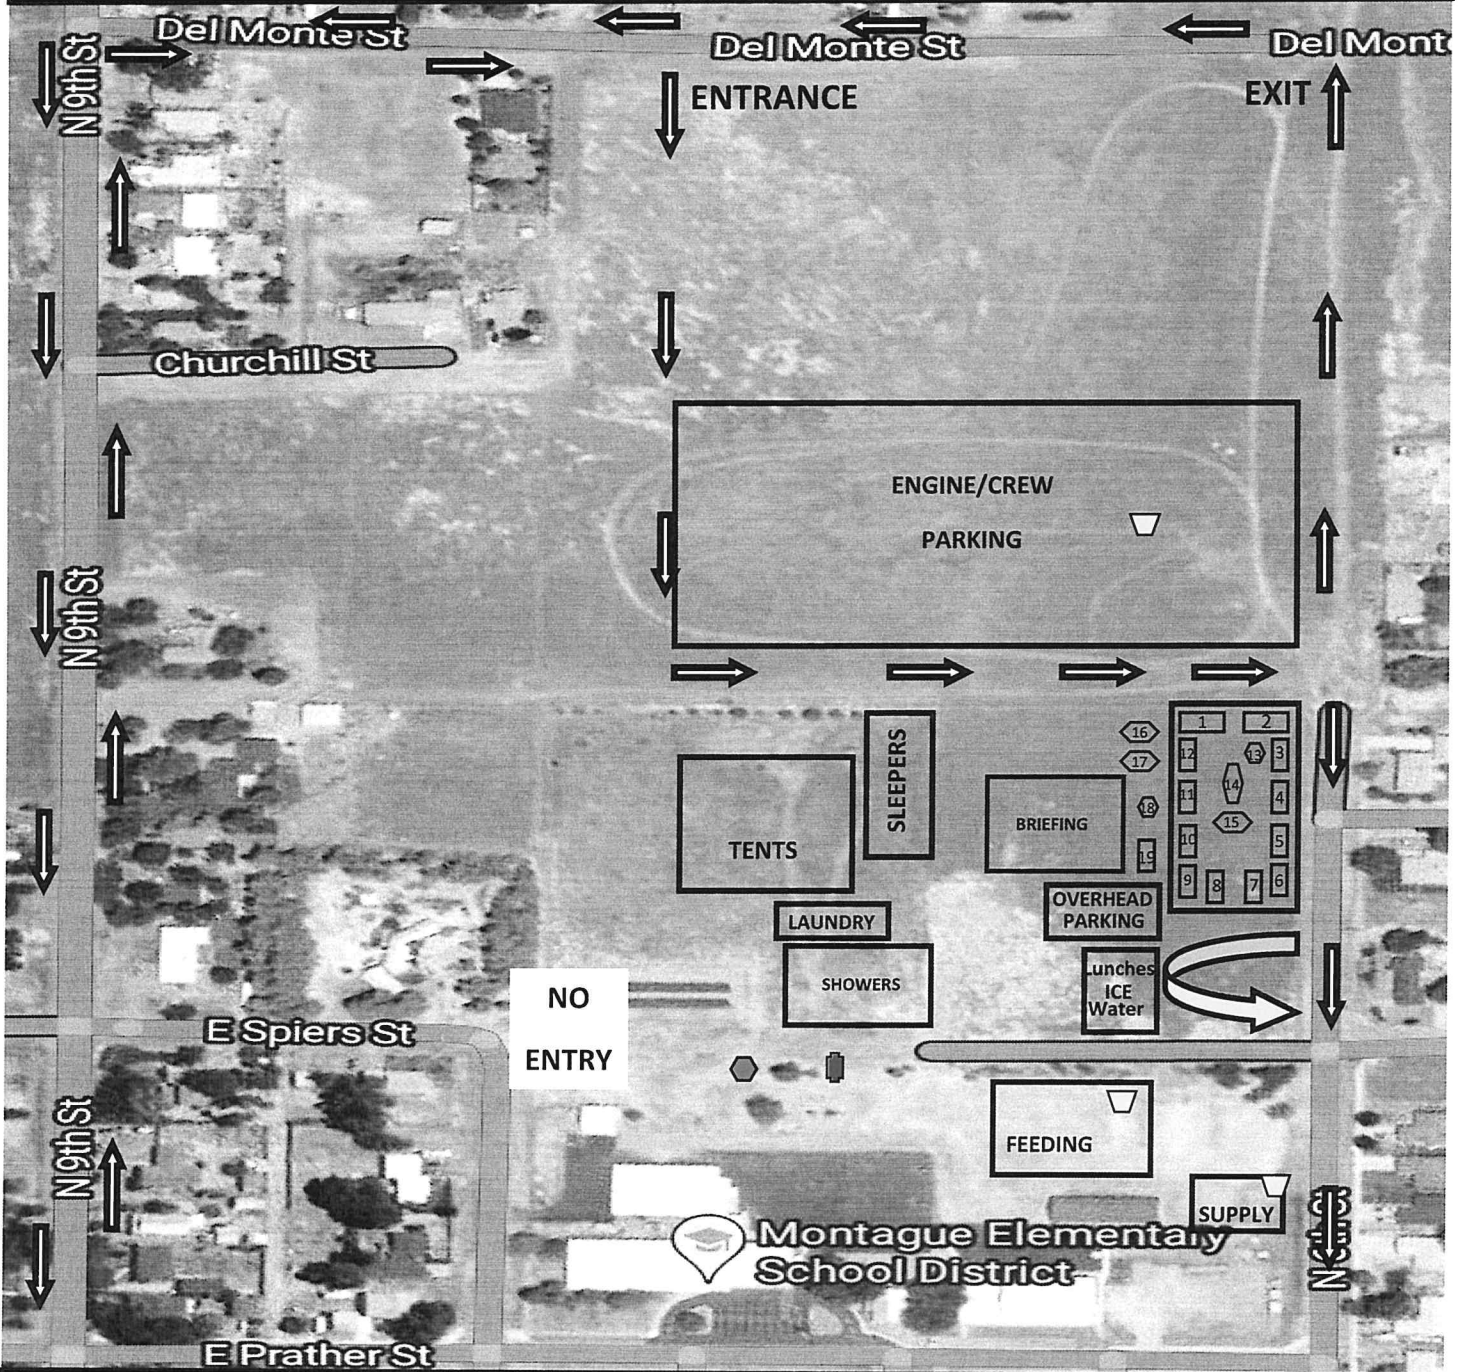 Del Monte St
Del Monte St
Del Monte
N 9th St
ENTRANCE
EXIT
Churchill St
ENGINE/CREW
PARKING
N 9th St
SLEEPERS
16
17
18
19
1
2
12
13
3
14
11
4
15
10
5
9
8
7
6
TENTS
BRIEFING
OVERHEAD
PARKING
LAUNDRY
SHOWERS
Lunches
ICE
Water
NO
ENTRY
E Spiers St
N 9th St
FEEDING
SUPPLY
Montague Elementary
School District
E Prather St